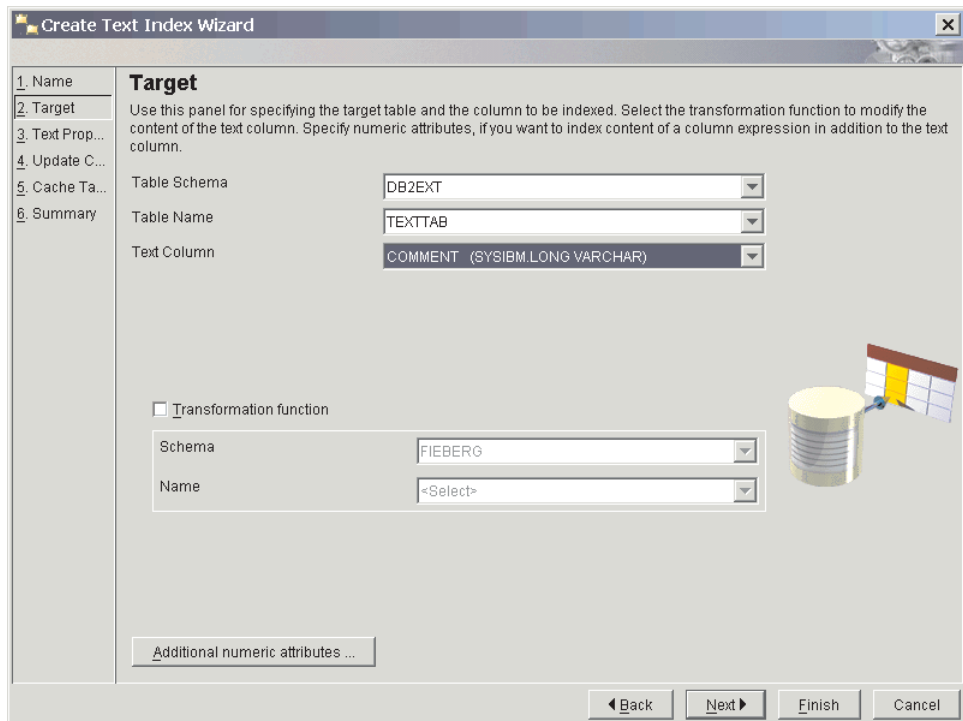 Create Text Index Wizard
1. Name
2. Target
3. Text Prop...
4. Update C...
5. Cache Ta...
6. Summary
Target
Use this panel for specifying the target table and the column to be indexed. Select the transformation function to modify the
content of the text column. Specify numeric attributes, if you want to index content of a column expression in addition to the text
column.
Table Schema
DB2EXT
Table Name
TEXTTAB
Text Column
COMMENT (SYSIBM.LONG VARCHAR)
Transformation function
Schema
FIEBERG
Name
<Select>
Additional numeric attributes ...
Back
Next
Finish
Cancel